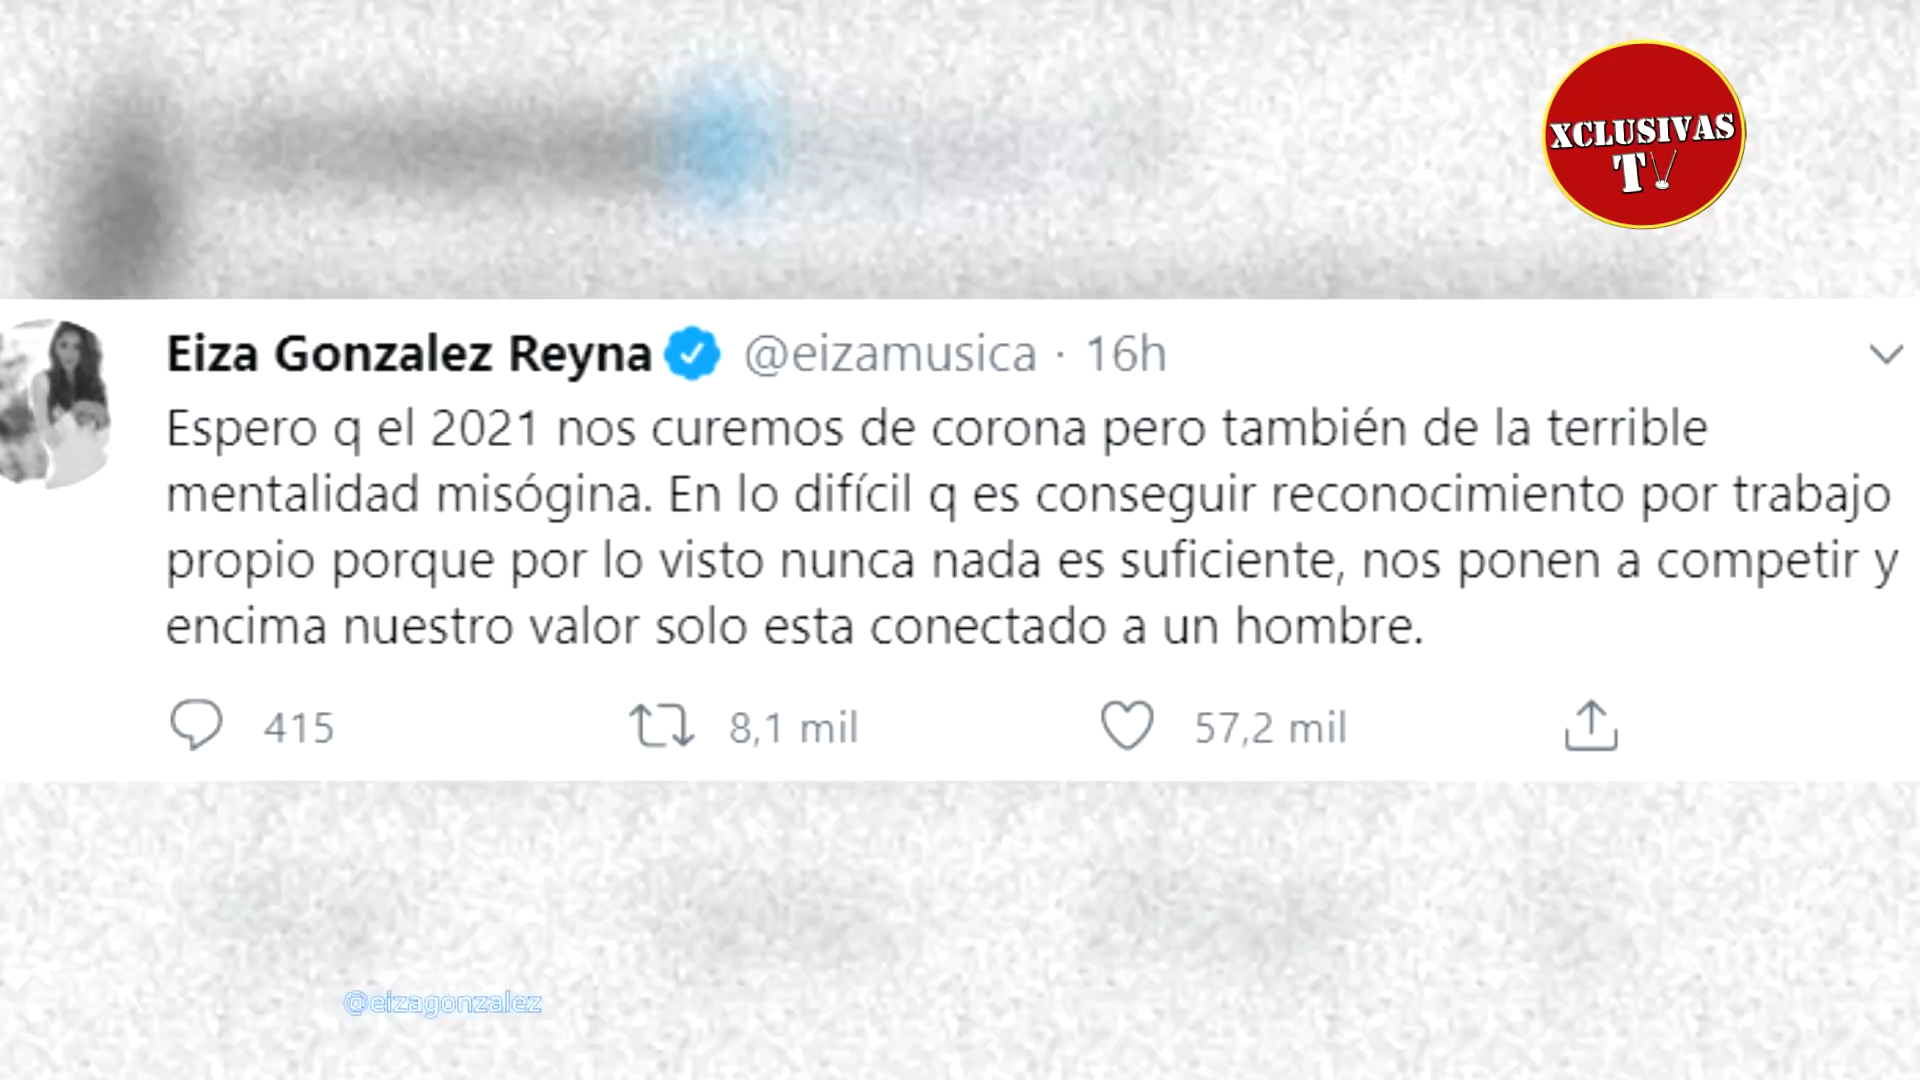 XCLUSIVAS
TV
Eiza Gonzalez Reyna @eizamusica · 16h
Espero q el 2021 nos curemos de corona pero también de la terrible
mentalidad misógina. En lo difícil q es conseguir reconocimiento por trabajo
propio porque por lo visto nunca nada es suficiente, nos ponen a competir y
encima nuestro valor solo esta conectado a un hombre.
415 8,1 mil 57,2 mil
@eizagonzalez